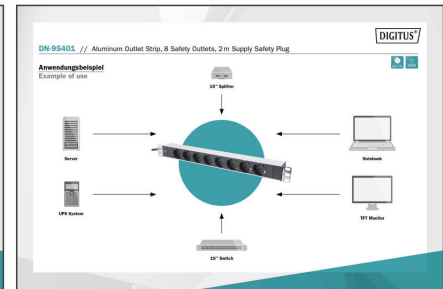 DIGITUS®
DN-95401 // Aluminum Outlet Strip, 8 Safety Outlets, 2 m Supply Safety Plug
Anwendungsbeispiel
Example of use
19" Splitter
Server
Notebook
UPS System
TFT Monitor
19" Switch